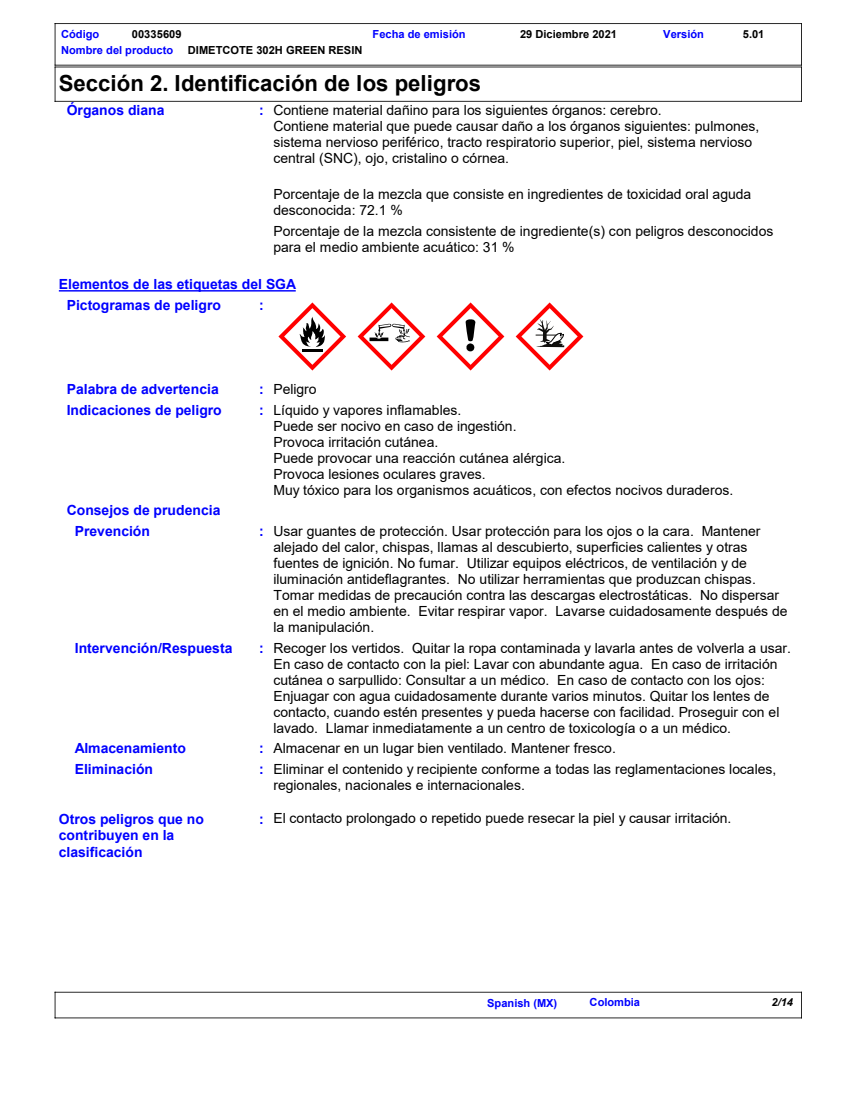 Código 00335609 Fecha de emisión 29 Diciembre 2021 Versión 5.01
Nombre del producto DIMETCOTE 302H GREEN RESIN
Sección 2. Identificación de los peligros
Órganos diana : Contiene material dañino para los siguientes órganos: cerebro.
Contiene material que puede causar daño a los órganos siguientes: pulmones,
sistema nervioso periférico, tracto respiratorio superior, piel, sistema nervioso
central (SNC), ojo, cristalino o córnea.
Porcentaje de la mezcla que consiste en ingredientes de toxicidad oral aguda
desconocida: 72.1 %
Porcentaje de la mezcla consistente de ingrediente(s) con peligros desconocidos
para el medio ambiente acuático: 31 %
Elementos de las etiquetas del SGA
Pictogramas de peligro :
Palabra de advertencia : Peligro
Indicaciones de peligro : Líquido y vapores inflamables.
Puede ser nocivo en caso de ingestión.
Provoca irritación cutánea.
Puede provocar una reacción cutánea alérgica.
Provoca lesiones oculares graves.
Muy tóxico para los organismos acuáticos, con efectos nocivos duraderos.
Consejos de prudencia
Prevención : Usar guantes de protección. Usar protección para los ojos o la cara. Mantener
alejado del calor, chispas, llamas al descubierto, superficies calientes y otras
fuentes de ignición. No fumar. Utilizar equipos eléctricos, de ventilación y de
iluminación antideflagrantes. No utilizar herramientas que produzcan chispas.
Tomar medidas de precaución contra las descargas electrostáticas. No dispersar
en el medio ambiente. Evitar respirar vapor. Lavarse cuidadosamente después de
la manipulación.
Intervención/Respuesta : Recoger los vertidos. Quitar la ropa contaminada y lavarla antes de volverla a usar.
En caso de contacto con la piel: Lavar con abundante agua. En caso de irritación
cutánea o sarpullido: Consultar a un médico. En caso de contacto con los ojos:
Enjuagar con agua cuidadosamente durante varios minutos. Quitar los lentes de
contacto, cuando estén presentes y pueda hacerse con facilidad. Proseguir con el
lavado. Llamar inmediatamente a un centro de toxicología o a un médico.
Almacenamiento : Almacenar en un lugar bien ventilado. Mantener fresco.
Eliminación : Eliminar el contenido y recipiente conforme a todas las reglamentaciones locales,
regionales, nacionales e internacionales.
Otros peligros que no : El contacto prolongado o repetido puede resecar la piel y causar irritación.
contribuyen en la
clasificación
Spanish (MX) Colombia 2/14